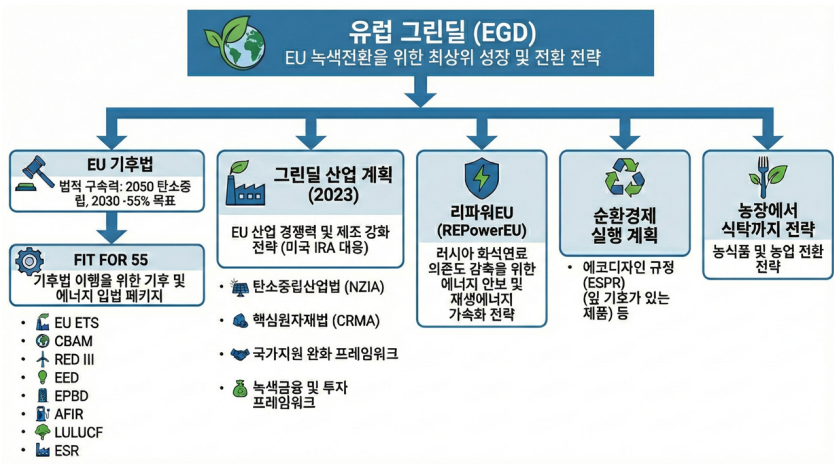 유럽 그린딜 (EGD)
EU 녹색전환을 위한 최상위 성장 및 전환 전략
EU 기후법
법적 구속력: 2050 탄소중
립, 2030 -55% 목표
FIT FOR 55
기후법 이행을 위한 기후 및
에너지 입법 페키지
• EU ETS
• CBAM
• RED III
• EED
• EPBD
• AFIR
• LULUCF
• ESR
그린딜 산업 계획
(2023)
EU 산업 경쟁력 및 제조 강화
전략 (미국 IRA 대응)
• 탄소중립산업법 (NZIA)
• 핵심원자재법 (CRMA)
• 국가지원 완화 프레임워크
• 녹색금융 및 투자
프레임워크
리파워EU
(REPowerEU)
러시아 화석연료
의존도 감축을 위한
에너지 안보 및
재생에너지
가속화 전략
순환경제
실행 계획
• 에코디자인 규정
(ESPR)
(잎 기호가 있는
제품) 등
농장에서
식탁까지 전략
농식품 및 농업 전환
전략